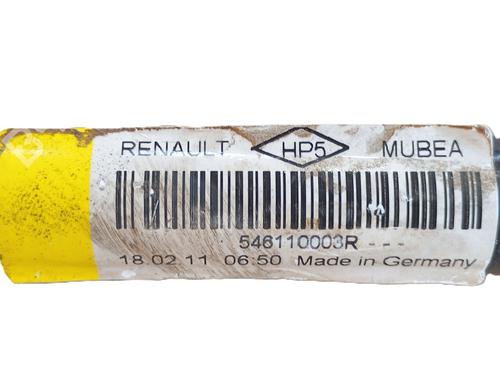 RENAULT HP5 MUBEA
546110003R - - -
18.02.11 06:50 Made in Germany